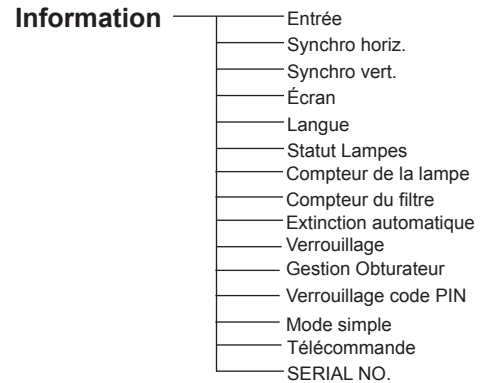 Information
Entrée
Synchro horiz.
Synchro vert.
Écran
Langue
Statut Lampes
Compteur de la lampe
Compteur du filtre
Extinction automatique
Verrouillage
Gestion Obturateur
Verrouillage code PIN
Mode simple
Télécommande
SERIAL NO.